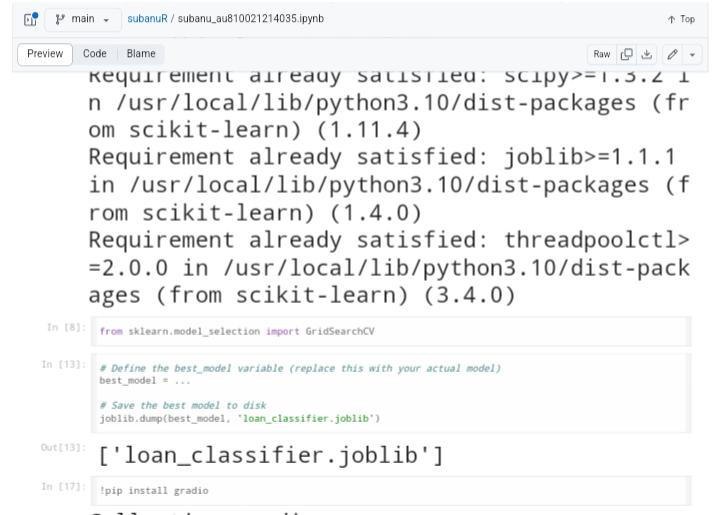 main
subanuR / subanu_au810021214035.ipynb
Top
Preview
Code
Blame
Raw
Requirement already satisfied: scipy>=1.3.2 i
n /usr/local/lib/python3.10/dist-packages (fr
om scikit-learn) (1.11.4)
Requirement already satisfied: joblib>=1.1.1
in /usr/local/lib/python3.10/dist-packages (f
rom scikit-learn) (1.4.0)
Requirement already satisfied: threadpoolctl>
=2.0.0 in /usr/local/lib/python3.10/dist-pack
ages (from scikit-learn) (3.4.0)
In [8]:
from sklearn.model_selection import GridSearchCV
In [13]:
# Define the best_model variable (replace this with your actual model)
best_model = ...
# Save the best model to disk
joblib.dump(best_model, 'loan_classifier.joblib')
Out[13]:
['loan_classifier.joblib']
In [17]:
!pip install gradio